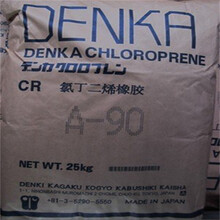 DENKA
DENKA CHLOROPRENE
デンカクロロプレン
CR 氯丁二烯橡胶
A-90
NET WT. 25kg
DENKI KAGAKU KOGYO KABUSHIKI KAISHA
MADE IN JAPAN